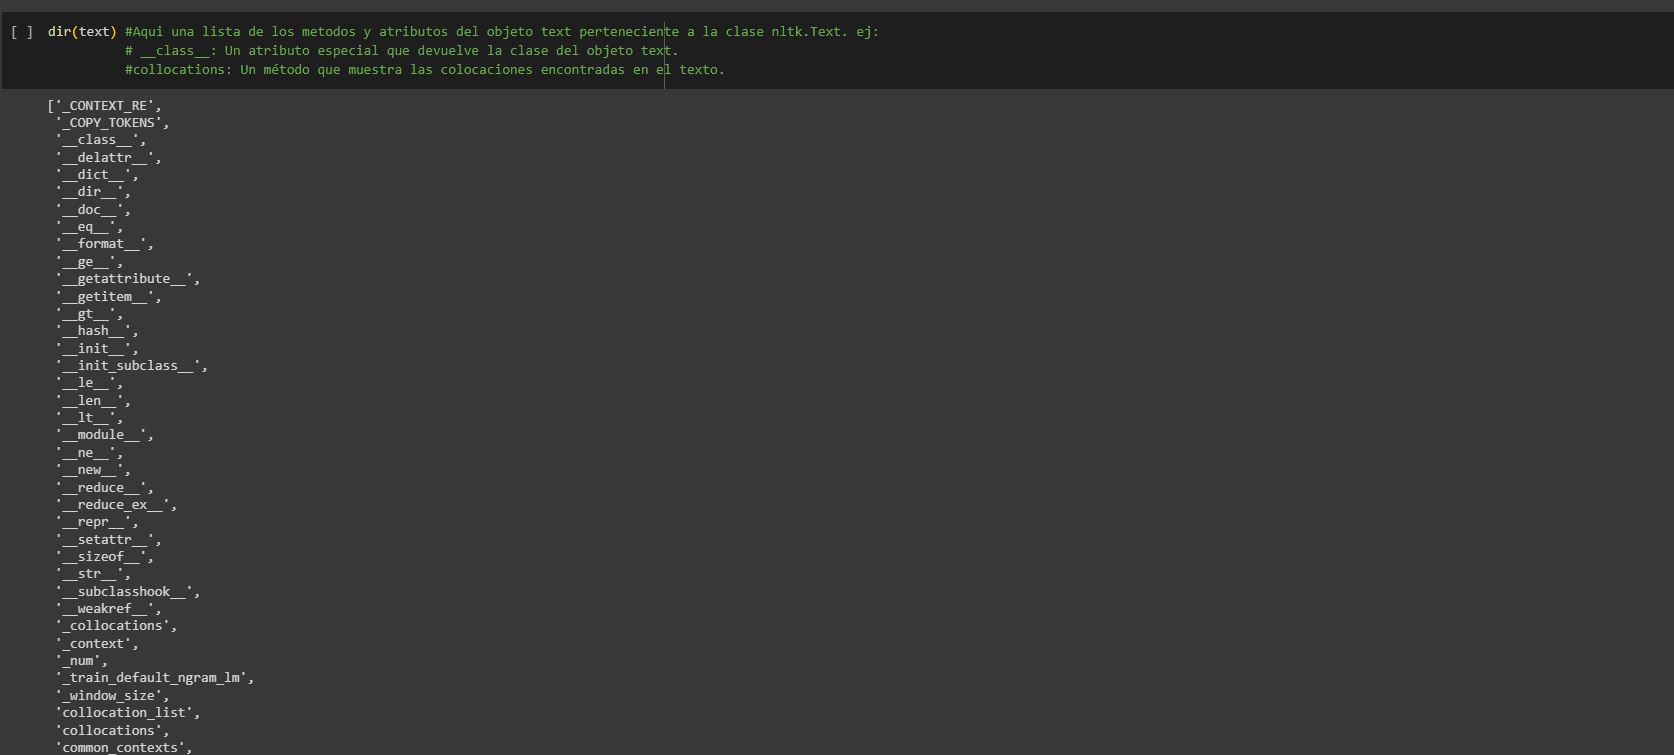 [ ] dir(text) #Aqui una lista de los metodos y atributos del objeto text perteneciente a la clase nltk.Text. ej:
# __class__: Un atributo especial que devuelve la clase del objeto text.
#collocations: Un método que muestra las colocaciones encontradas en el texto.
['_CONTEXT_RE',
'_COPY_TOKENS',
'__class__',
'__delattr__',
'__dict__',
'__dir__',
'__doc__',
'__eq__',
'__format__',
'__ge__',
'__getattribute__',
'__getitem__',
'__gt__',
'__hash__',
'__init__',
'__init_subclass__',
'__le__',
'__len__',
'__lt__',
'__module__',
'__ne__',
'__new__',
'__reduce__',
'__reduce_ex__',
'__repr__',
'__setattr__',
'__sizeof__',
'__str__',
'__subclasshook__',
'__weakref__',
'_collocations',
'_context',
'_num',
'_train_default_ngram_lm',
'_window_size',
'collocation_list',
'collocations',
'common_contexts',